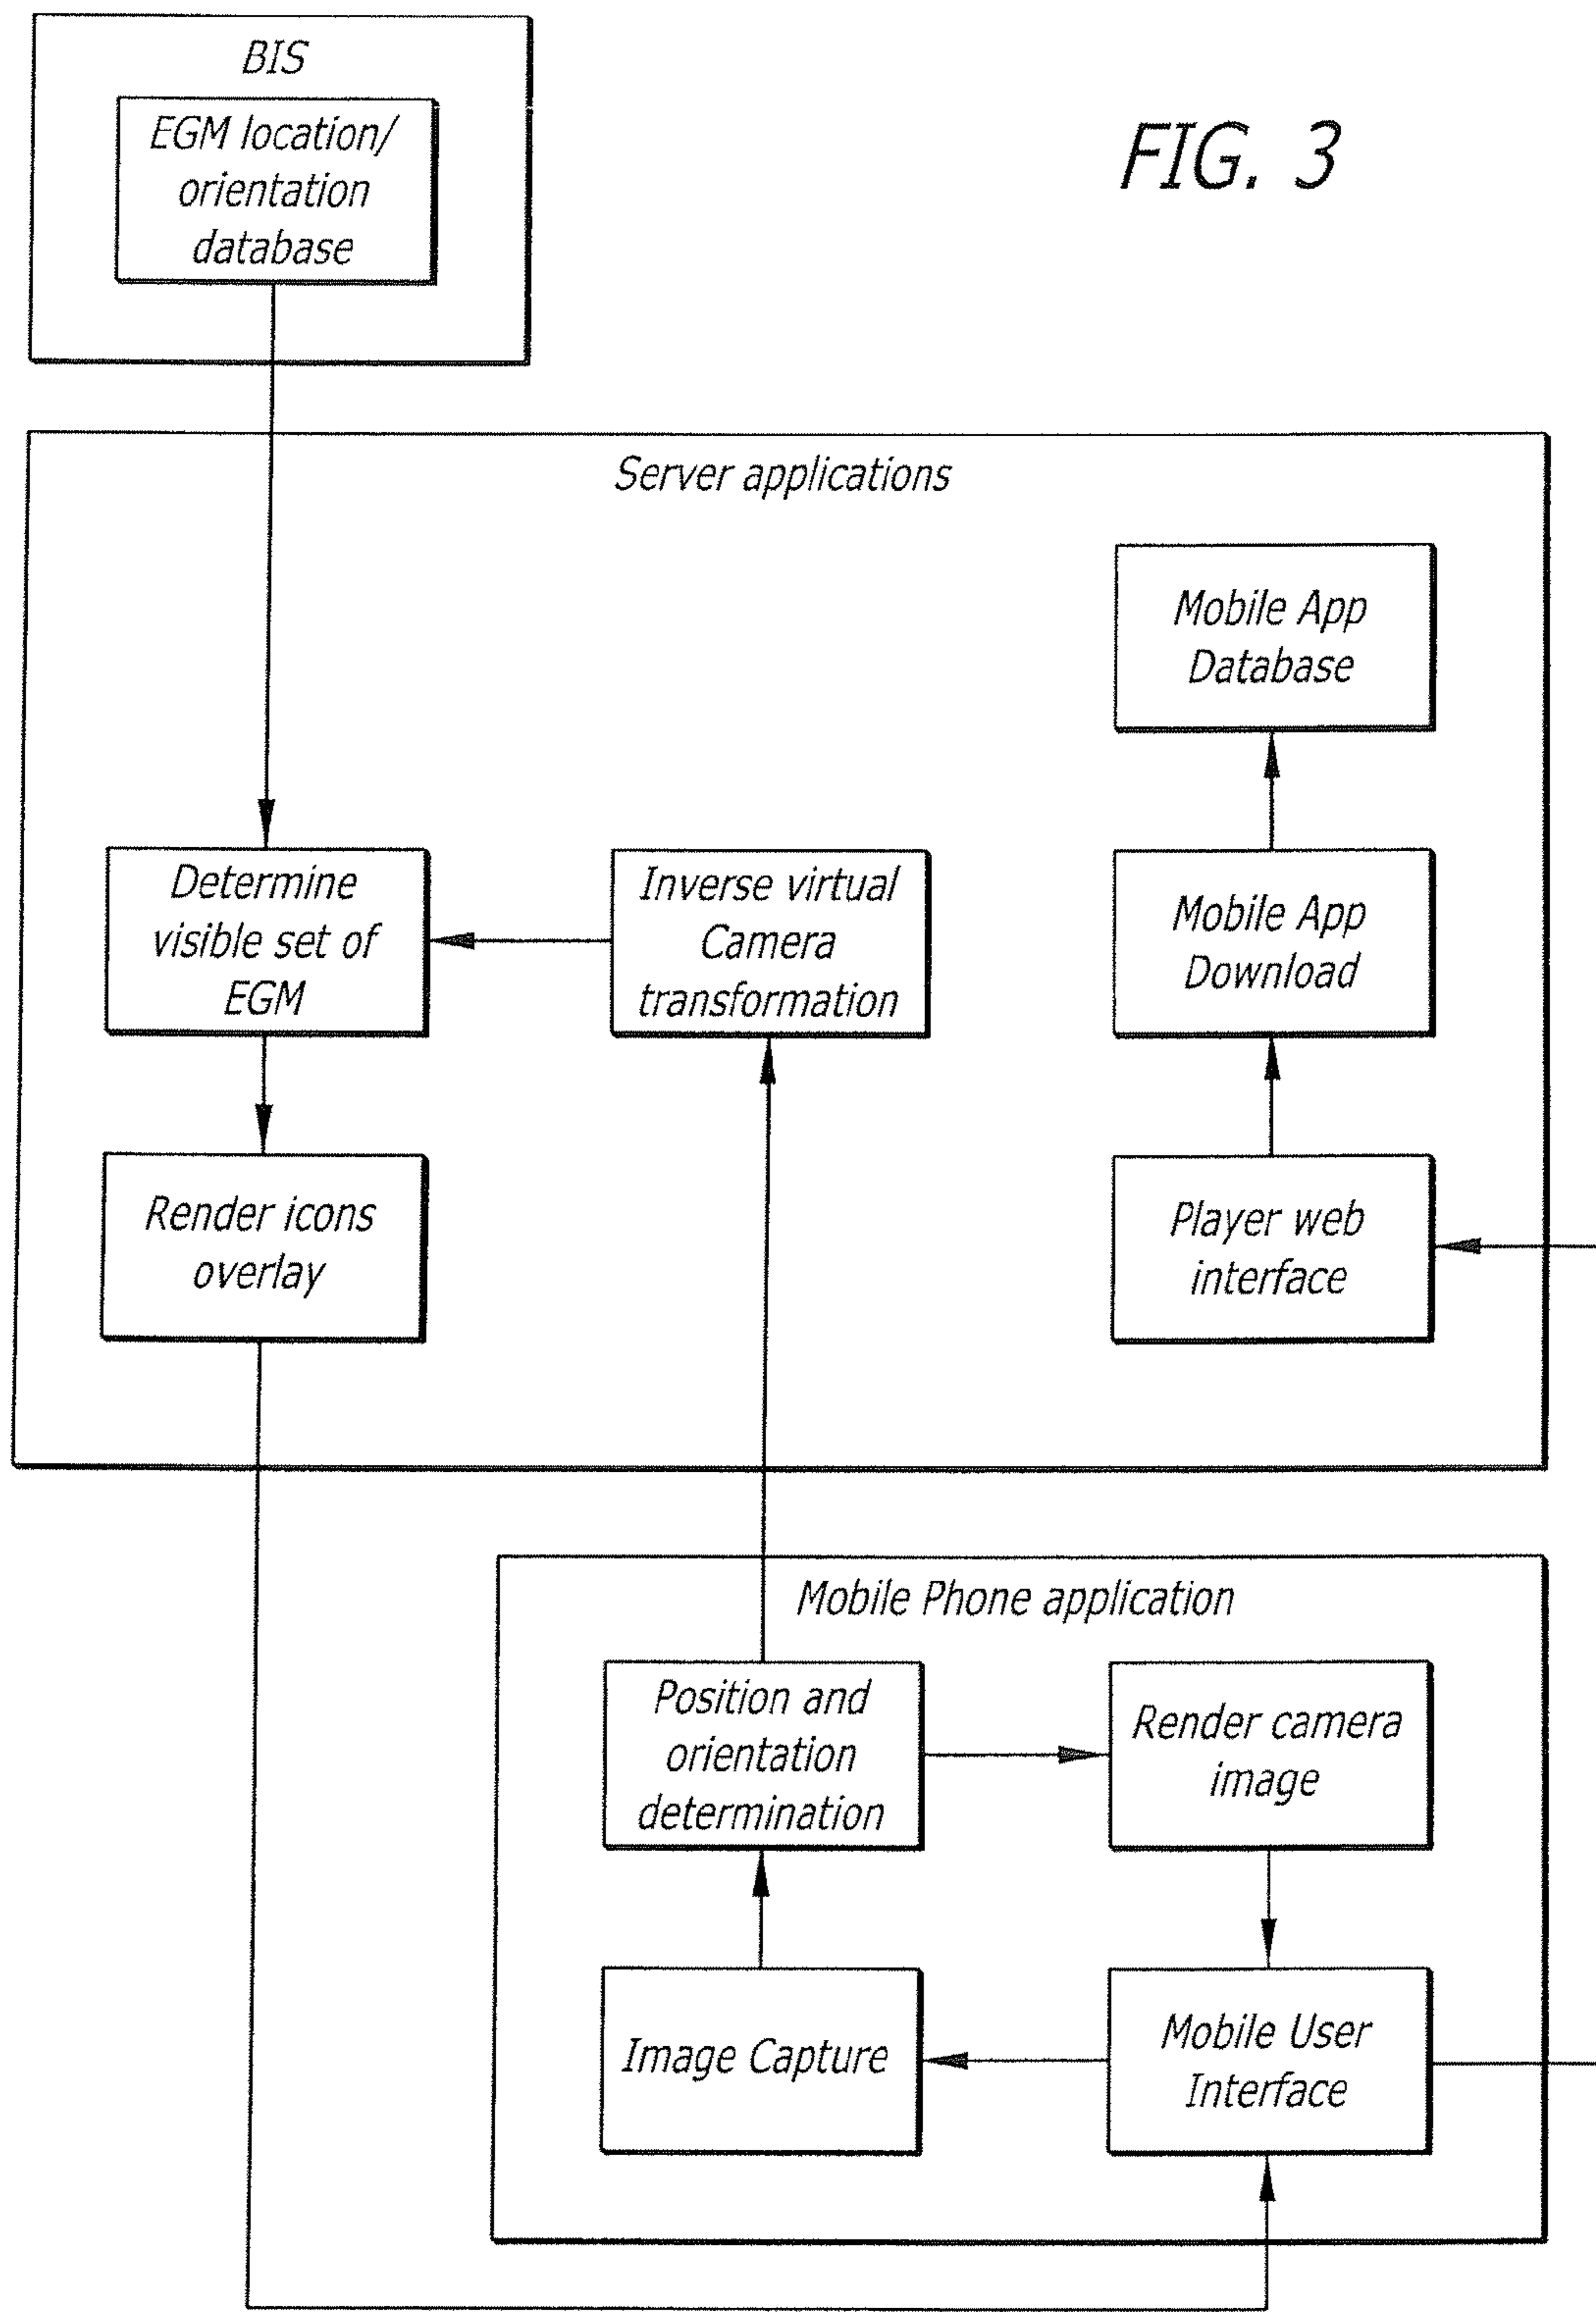 BIS
EGM location/
orientation
database
FIG. 3
Server applications
Mobile App
Database
Determine
visible set of
EGM
Inverse virtual
Camera
transformation
Mobile App
Download
Render icons
overlay
Player web
interface
Mobile Phone application
Position and
orientation
determination
Render camera
image
Image Capture
Mobile User
Interface